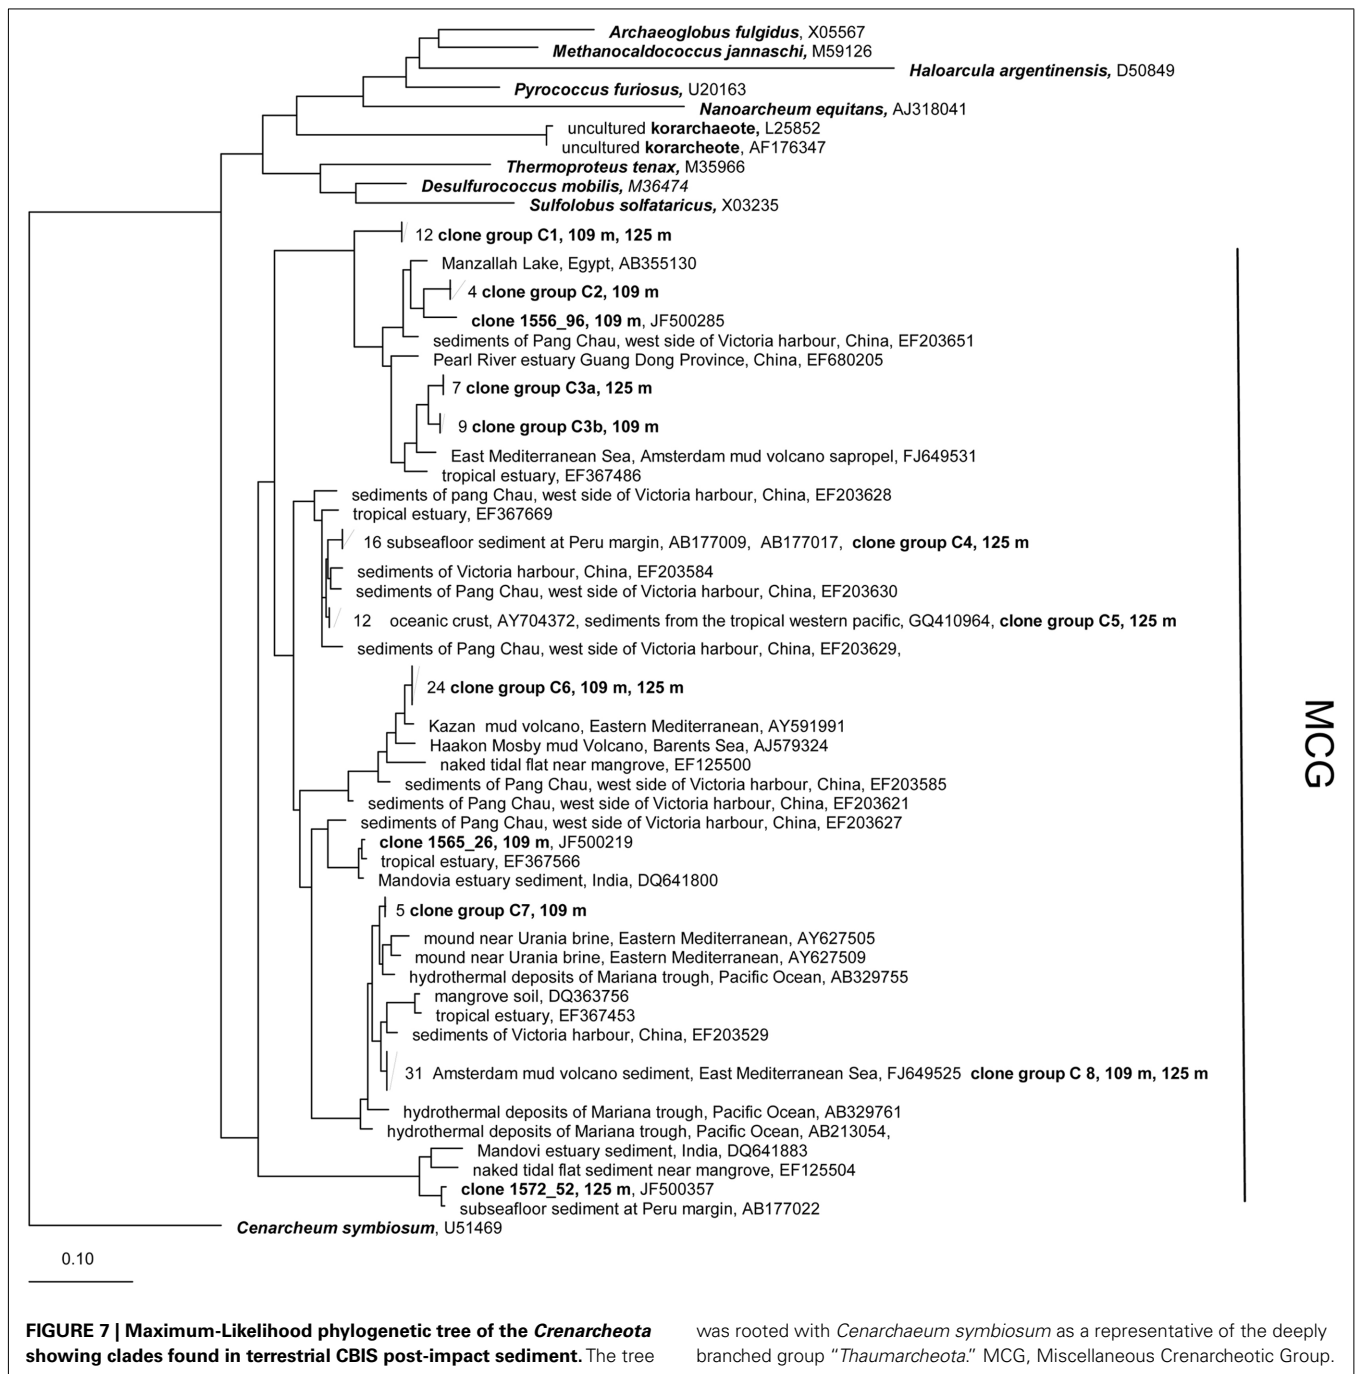 Archaeoglobus fulgidus, X05567
Methanocaldococcus jannaschi, M59126
Haloarcula argentinensis, D50849
Pyrococcus furiosus, U20163
Nanoarcheum equitans, AJ318041
uncultured korarchaeote, L25852
uncultured korarcheote, AF176347
Thermoproteus tenax, M35966
Desulfurococcus mobilis, M36474
Sulfolobus solfataricus, X03235
12 clone group C1, 109 m, 125 m
Manzallah Lake, Egypt, AB355130
4 clone group C2, 109 m
clone 1556_96, 109 m, JF500285
sediments of Pang Chau, west side of Victoria harbour, China, EF203651
Pearl River estuary Guang Dong Province, China, EF680205
7 clone group C3a, 125 m
9 clone group C3b, 109 m
East Mediterranean Sea, Amsterdam mud volcano sapropel, FJ649531
tropical estuary, EF367486
sediments of pang Chau, west side of Victoria harbour, China, EF203628
tropical estuary, EF367669
16 subseafloor sediment at Peru margin, AB177009, AB177017, clone group C4, 125 m
sediments of Victoria harbour, China, EF203584
sediments of Pang Chau, west side of Victoria harbour, China, EF203630
12 oceanic crust, AY704372, sediments from the tropical western pacific, GQ410964, clone group C5, 125 m
sediments of Pang Chau, west side of Victoria harbour, China, EF203629,
24 clone group C6, 109 m, 125 m
Kazan mud volcano, Eastern Mediterranean, AY591991
Haakon Mosby mud Volcano, Barents Sea, AJ579324
naked tidal flat near mangrove, EF125500
sediments of Pang Chau, west side of Victoria harbour, China, EF203585
sediments of Pang Chau, west side of Victoria harbour, China, EF203621
sediments of Pang Chau, west side of Victoria harbour, China, EF203627
clone 1565_26, 109 m, JF500219
tropical estuary, EF367566
Mandovia estuary sediment, India, DQ641800
5 clone group C7, 109 m
mound near Urania brine, Eastern Mediterranean, AY627505
mound near Urania brine, Eastern Mediterranean, AY627509
hydrothermal deposits of Mariana trough, Pacific Ocean, AB329755
mangrove soil, DQ363756
tropical estuary, EF367453
sediments of Victoria harbour, China, EF203529
31 Amsterdam mud volcano sediment, East Mediterranean Sea, FJ649525 clone group C 8, 109 m, 125 m
hydrothermal deposits of Mariana trough, Pacific Ocean, AB329761
hydrothermal deposits of Mariana trough, Pacific Ocean, AB213054,
Mandovi estuary sediment, India, DQ641883
naked tidal flat sediment near mangrove, EF125504
clone 1572_52, 125 m, JF500357
subseafloor sediment at Peru margin, AB177022
Cenarcheum symbiosum, U51469
MCG
0.10
FIGURE 7 | Maximum-Likelihood phylogenetic tree of the Crenarcheota
showing clades found in terrestrial CBIS post-impact sediment. The tree
was rooted with Cenarchaeum symbiosum as a representative of the deeply
branched group “Thaumarcheota.” MCG, Miscellaneous Crenarcheotic Group.